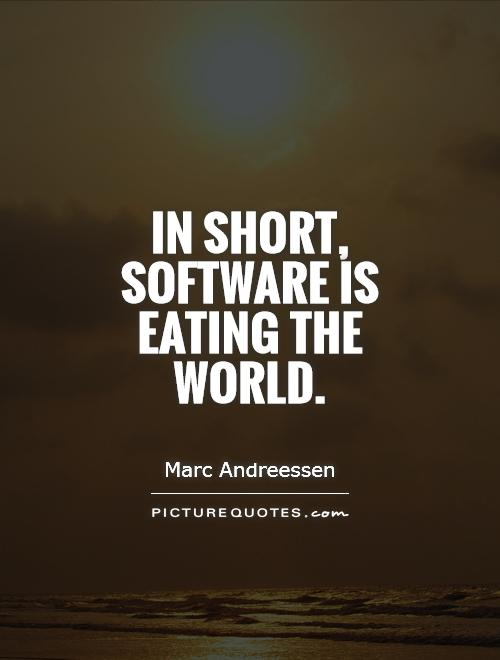 IN SHORT,
SOFTWARE IS
EATING THE
WORLD.
Marc Andreessen
PICTUREQUOTES.com